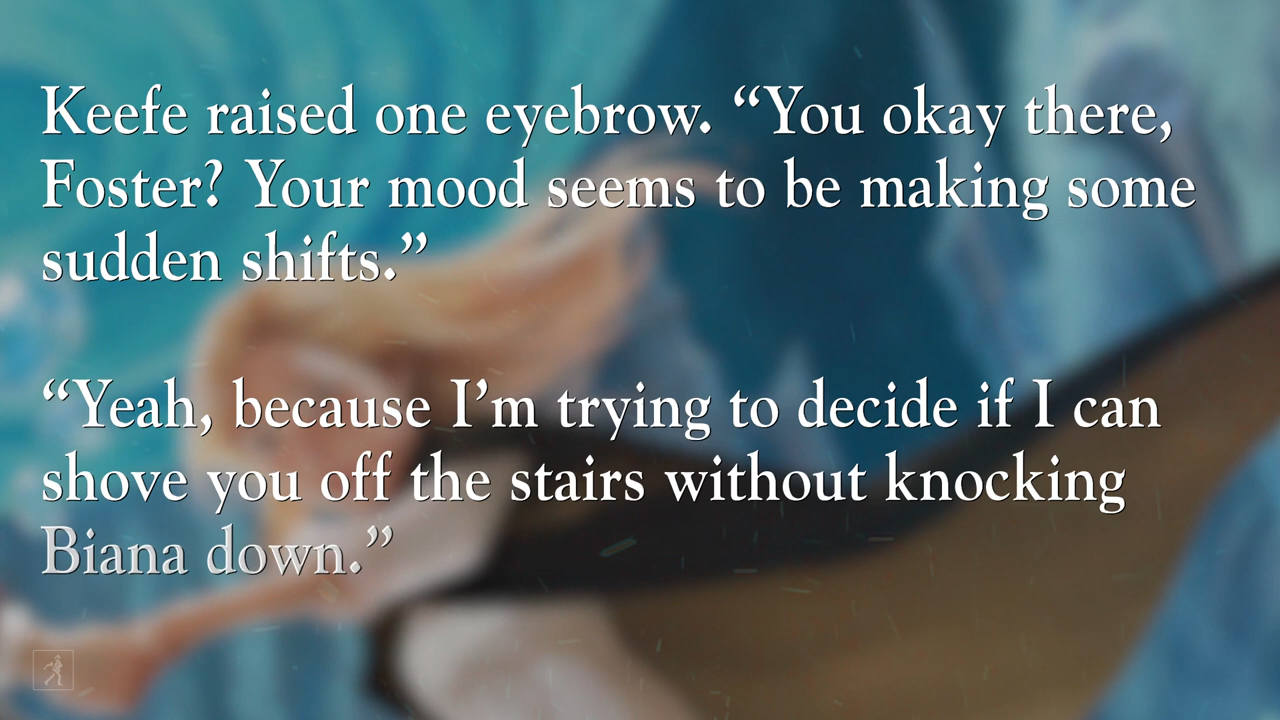 Keefe raised one eyebrow. “You okay there,
Foster? Your mood seems to be making some
sudden shifts.”
“Yeah, because I’m trying to decide if I can
shove you off the stairs without knocking
Biana down.”